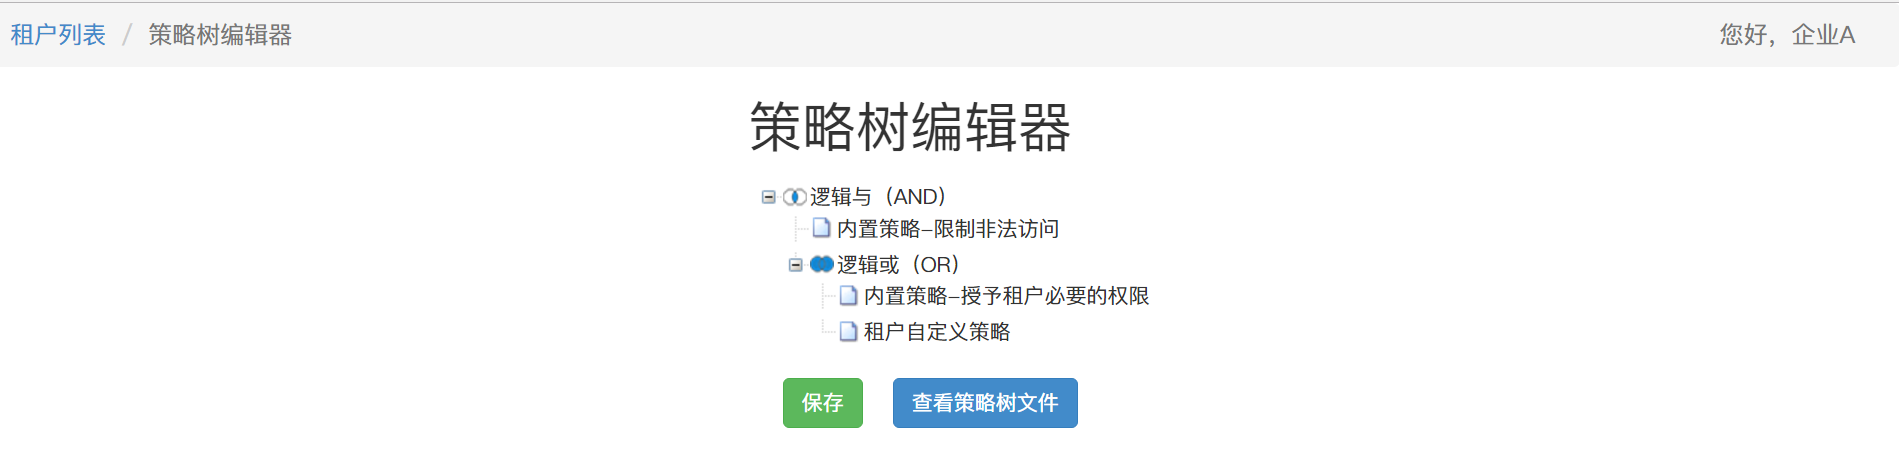 租户列表 / 策略树编辑器 您好，企业A
策略树编辑器
逻辑与（AND）
内置策略-限制非法访问
逻辑或（OR）
内置策略-授予租户必要的权限
租户自定义策略
保存 查看策略树文件